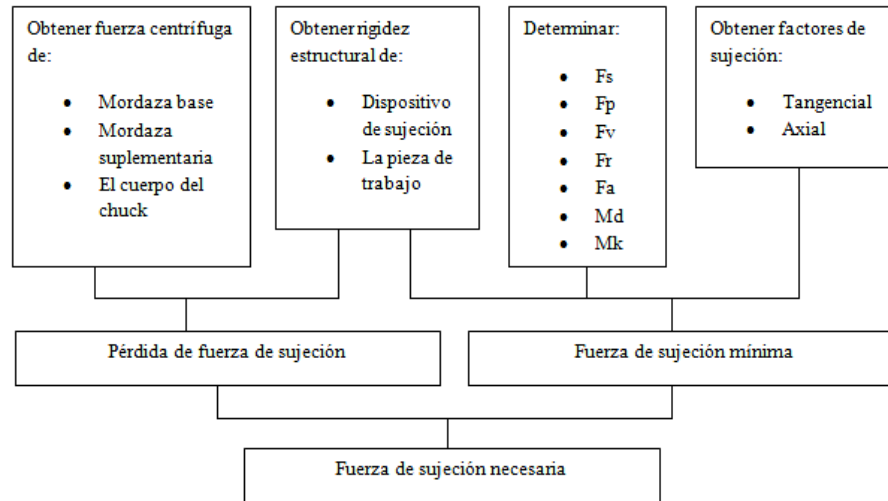 Obtener fuerza centrífuga
de:
• Mordaza base
• Mordaza
suplementaria
• El cuerpo del
chuck
Obtener rigidez
estructural de:
• Dispositivo
de sujeción
• La pieza de
trabajo
Determinar:
• Fs
• Fp
• Fv
• Fr
• Fa
• Md
• Mk
Obtener factores de
sujeción:
• Tangencial
• Axial
Pérdida de fuerza de sujeción
Fuerza de sujeción mínima
Fuerza de sujeción necesaria